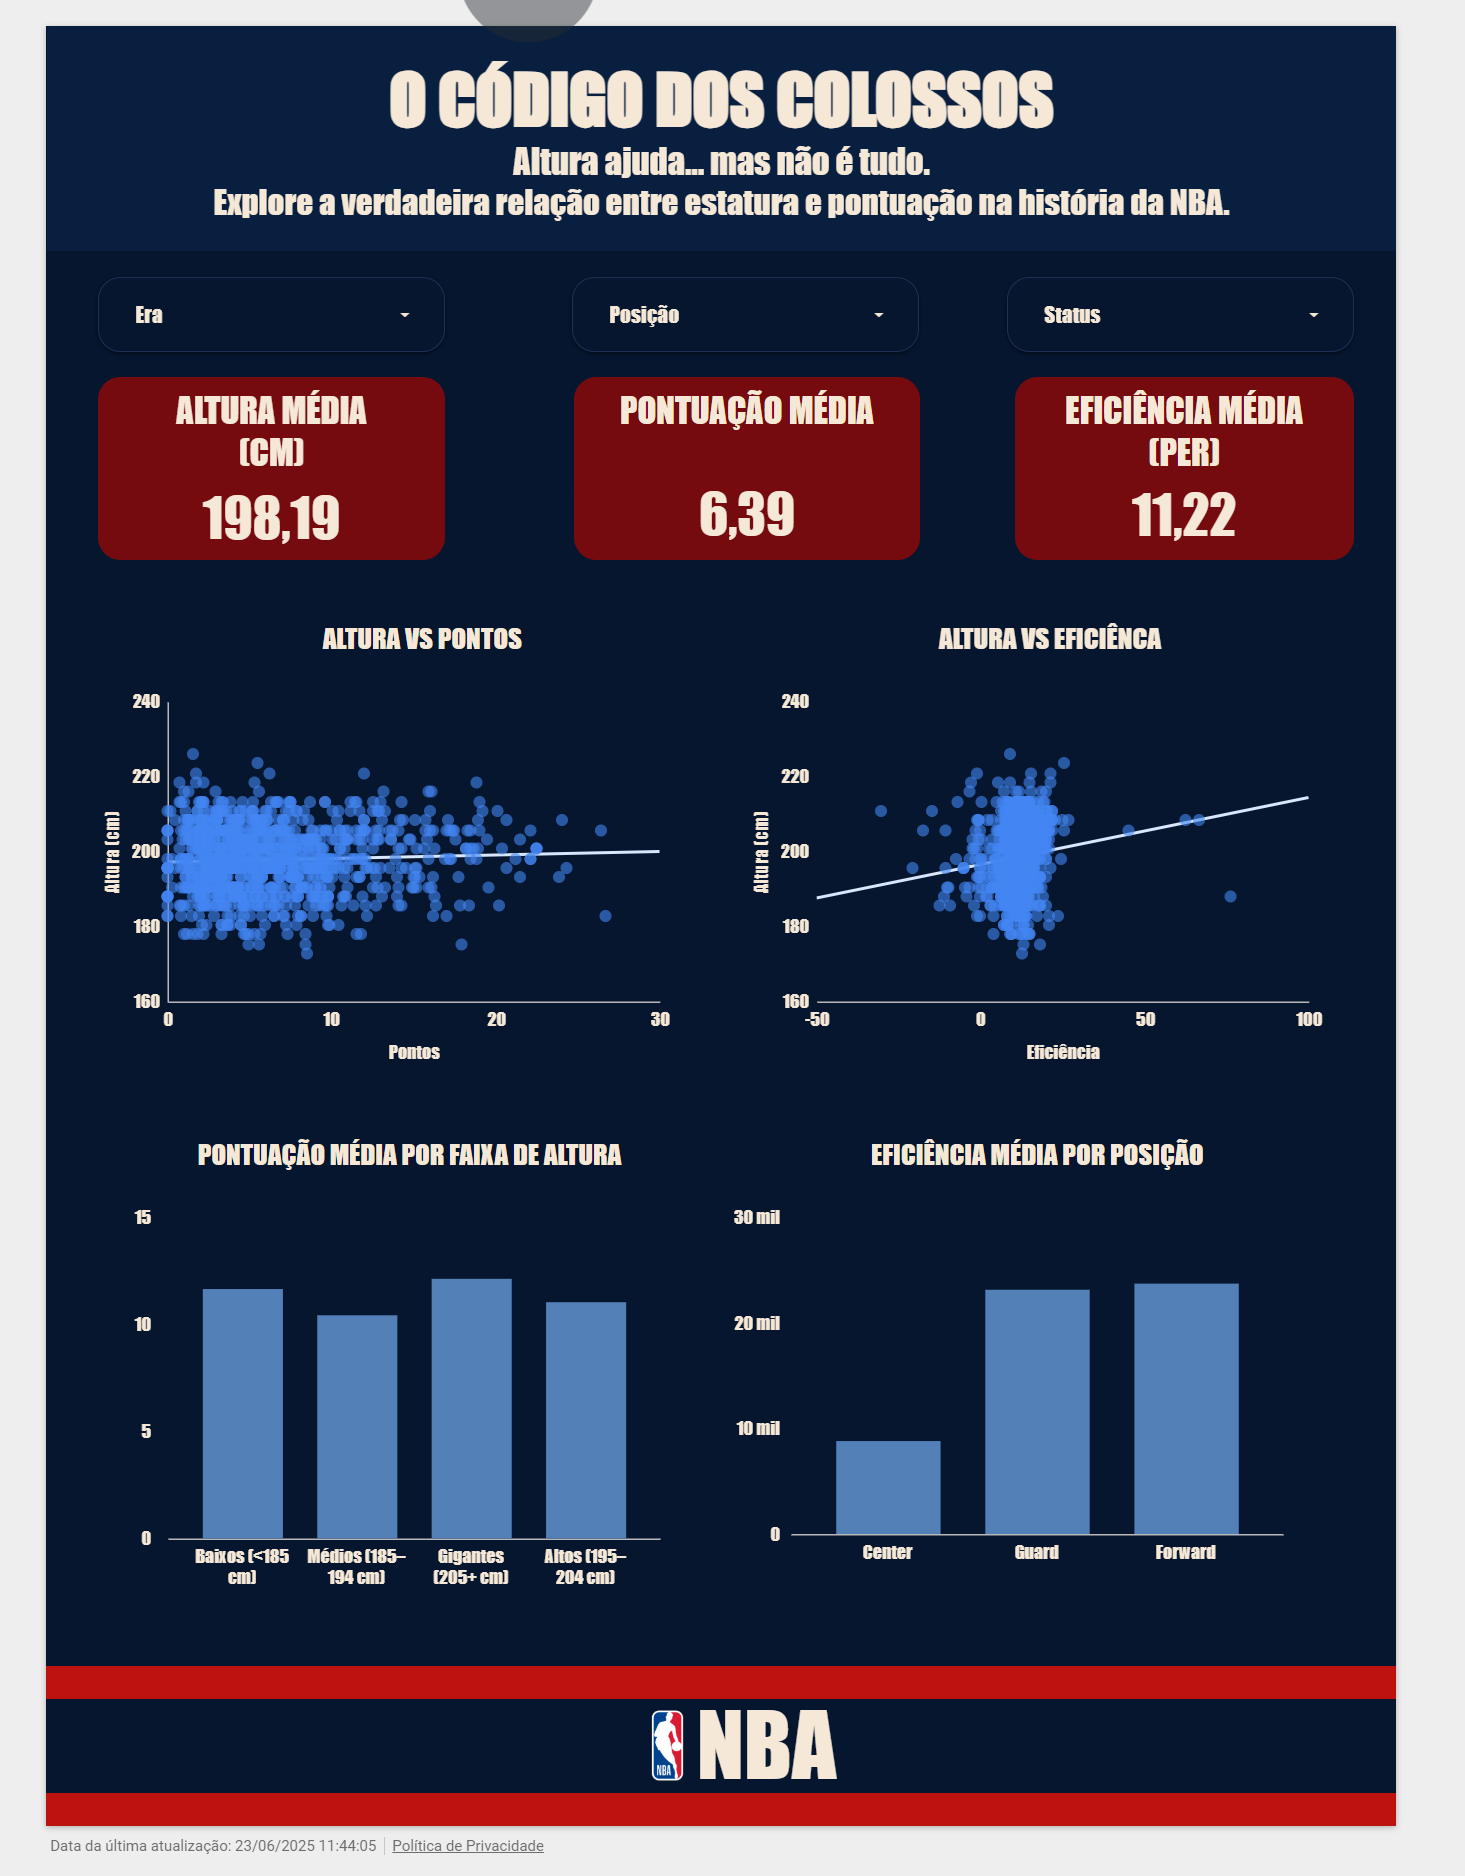 O CÓDIGO DOS COLOSSOS
Altura ajuda... mas não é tudo.
Explore a verdadeira relação entre estatura e pontuação na história da NBA.
Era
Posição
Status
ALTURA MÉDIA
(CM)
198,19
PONTUAÇÃO MÉDIA
6,39
EFICIÊNCIA MÉDIA
(PER)
11,22
ALTURA VS PONTOS
240
220
200
180
160
Altura (cm)
0
10
20
30
Pontos
ALTURA VS EFICIÊNCA
240
220
200
180
160
Altura (cm)
-50
0
50
100
Eficiência
PONTUAÇÃO MÉDIA POR FAIXA DE ALTURA
15
10
5
0
Baixos (<185
cm)
Médios (185–
194 cm)
Gigantes
(205+ cm)
Altos (195–
204 cm)
EFICIÊNCIA MÉDIA POR POSIÇÃO
30 mil
20 mil
10 mil
0
Center
Guard
Forward
NBA
NBA
Data da última atualização: 23/06/2025 11:44:05
Política de Privacidade